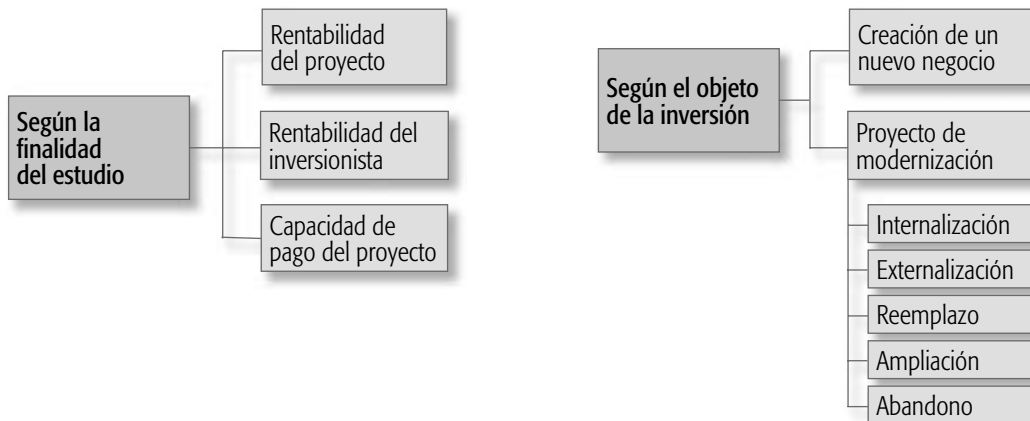 Según la
finalidad
del estudio
Rentabilidad
del proyecto
Rentabilidad del
inversionista
Capacidad de
pago del proyecto
Según el objeto
de la inversión
Creación de un
nuevo negocio
Proyecto de
modernización
Internalización
Externalización
Reemplazo
Ampliación
Abandono